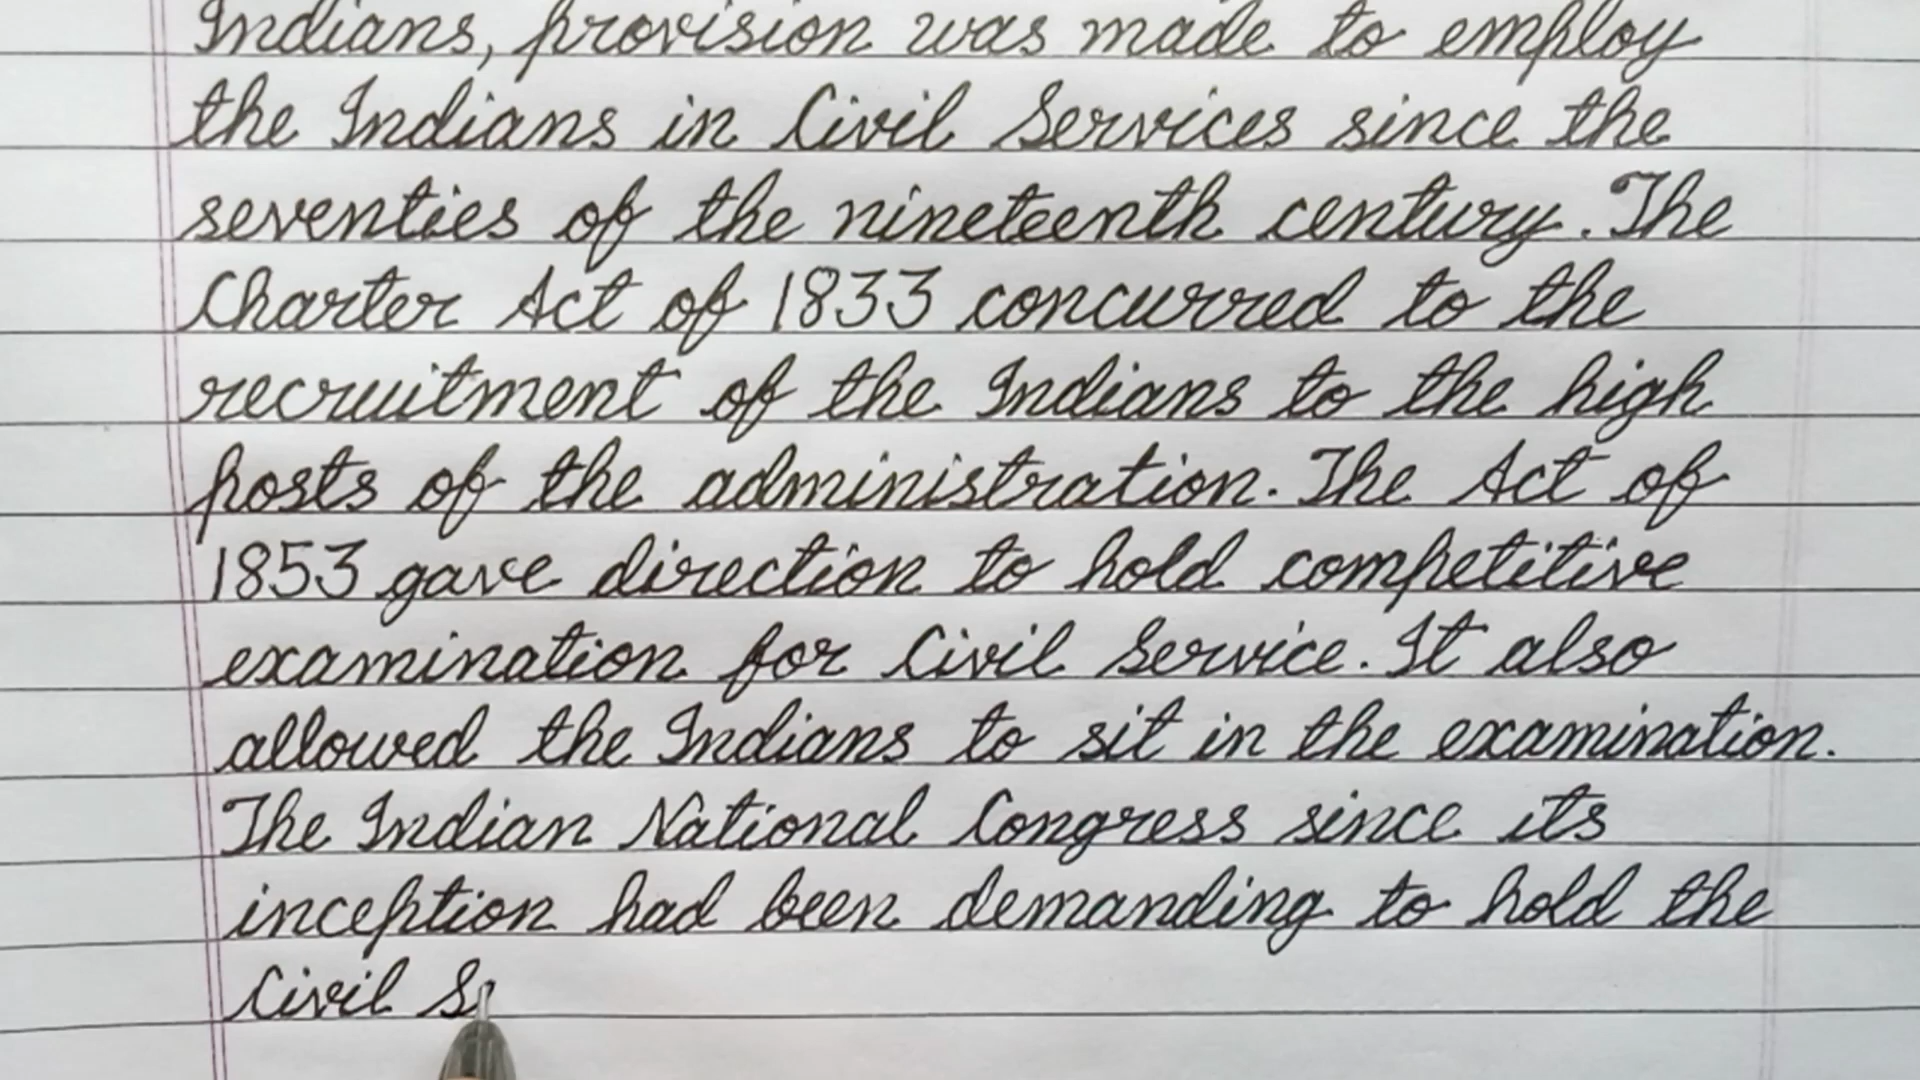 Indians, provision was made to employ
the Indians in Civil Services since the
seventies of the nineteenth century. The
Charter Act of 1833 concurred to the
recruitment of the Indians to the high
posts of the administration. The Act of
1853 gave direction to hold competitive
examination for Civil Service. It also
allowed the Indians to sit in the examination.
The Indian National Congress since its
inception had been demanding to hold the
Civil S